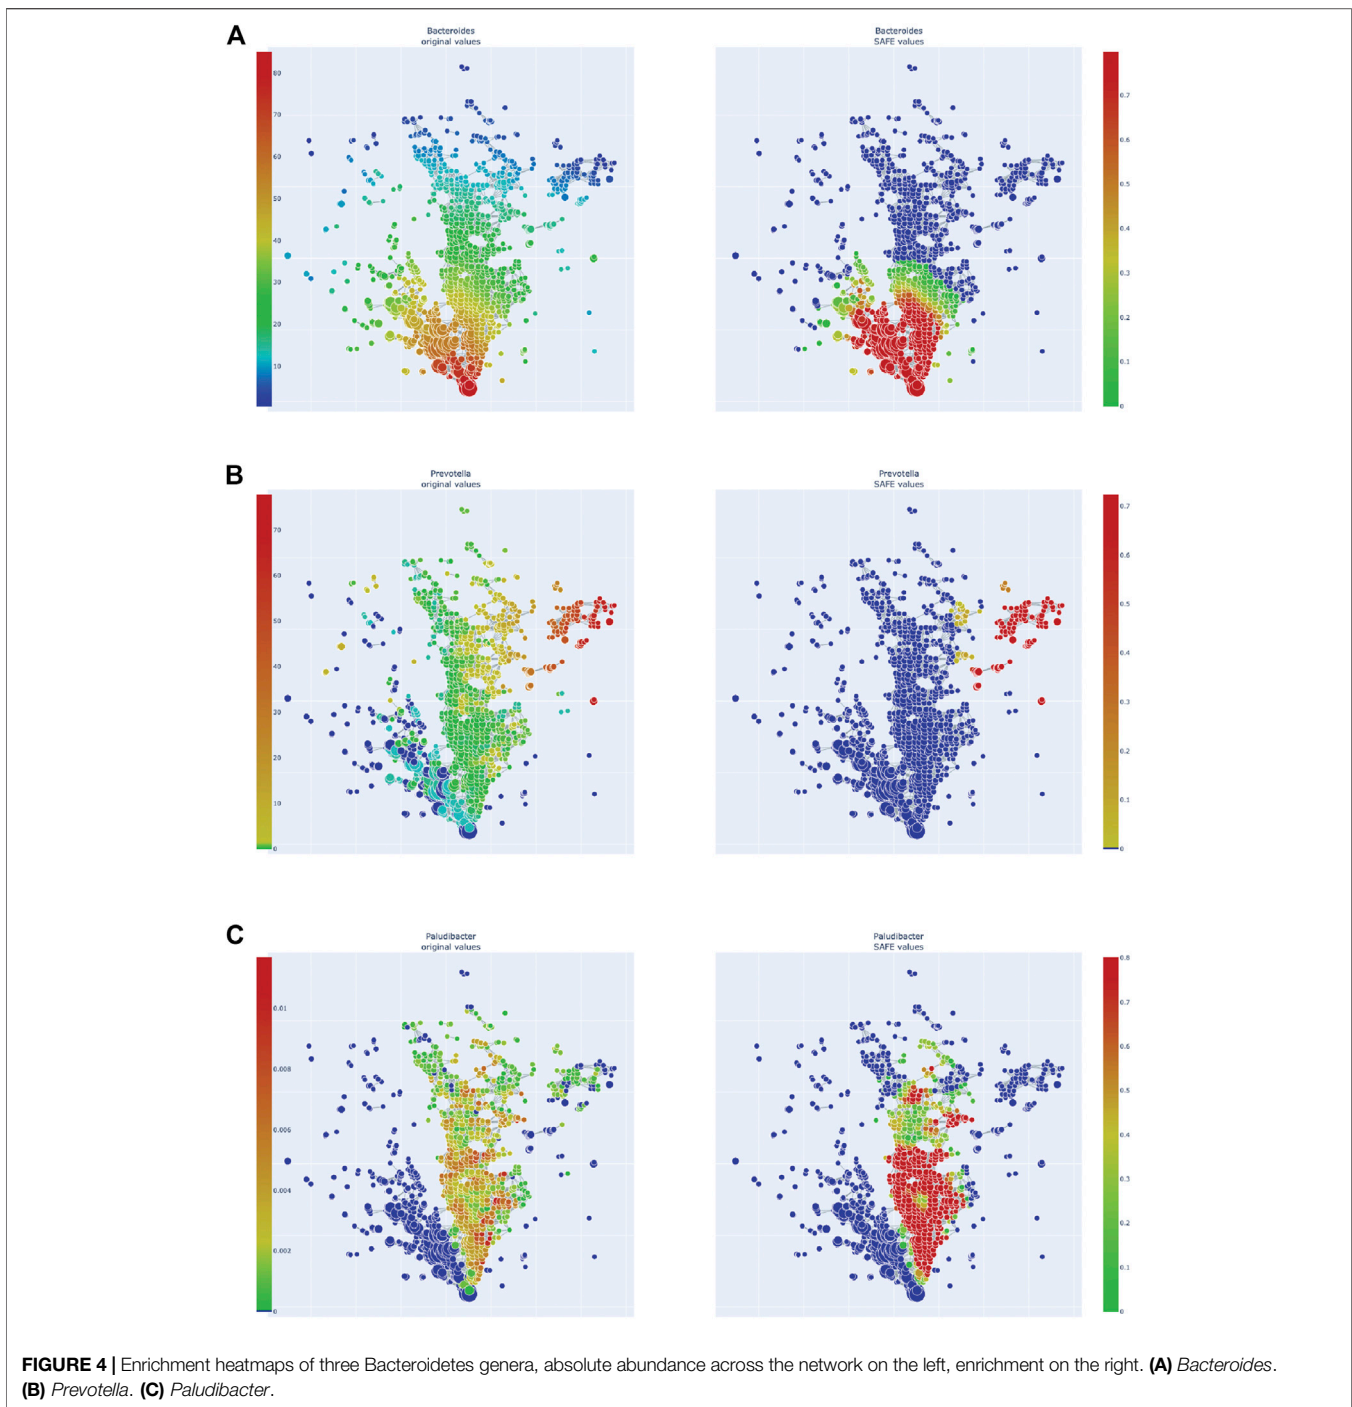 A
Bacteroides
original values
Bacteroides
SAFE values
80
70
60
50
40
30
20
10
0.7
0.6
0.5
0.4
0.3
0.2
0.1
0
B
Prevotella
original values
Prevotella
SAFE values
70
60
50
40
30
20
10
0
0.7
0.6
0.5
0.4
0.3
0.2
0.1
0
C
Paludibacter
original values
Paludibacter
SAFE values
0.01
0.008
0.006
0.004
0.002
0
0.8
0.7
0.6
0.5
0.4
0.3
0.2
0.1
0
FIGURE 4 | Enrichment heatmaps of three Bacteroidetes genera, absolute abundance across the network on the left, enrichment on the right. (A) Bacteroides.
(B) Prevotella. (C) Paludibacter.